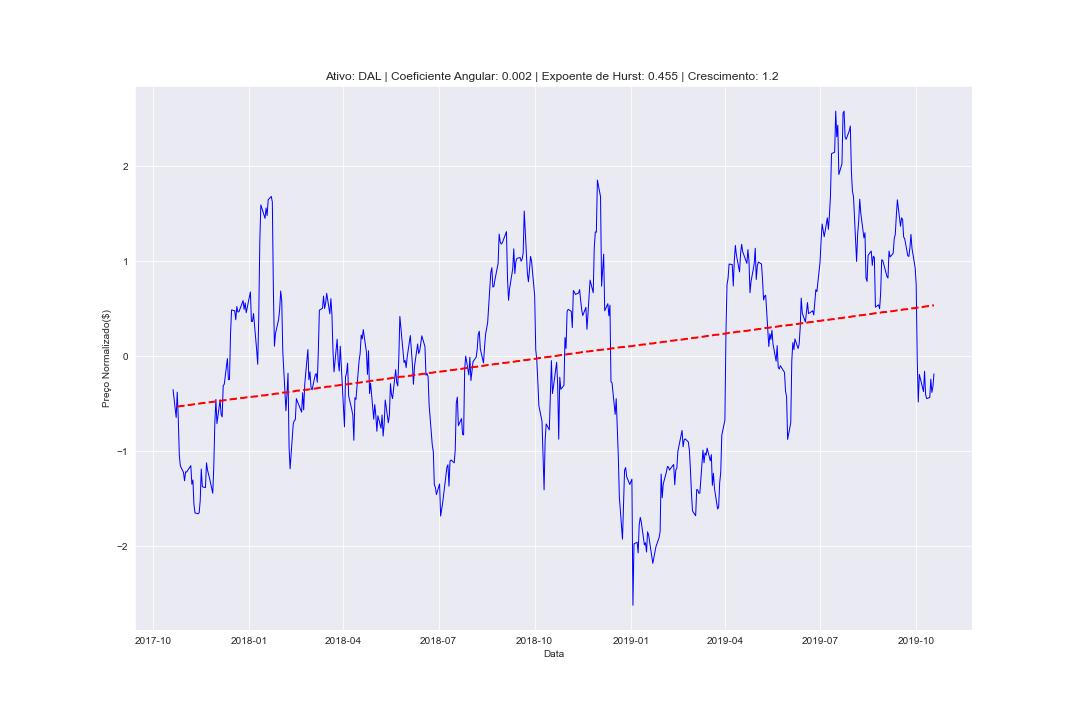 Ativo: DAL | Coeficiente Angular: 0.002 | Expoente de Hurst: 0.455 | Crescimento: 1.2
Preço Normalizado($)
2
1
0
−1
−2
2017-10 2018-01 2018-04 2018-07 2018-10 2019-01 2019-04 2019-07 2019-10
Data